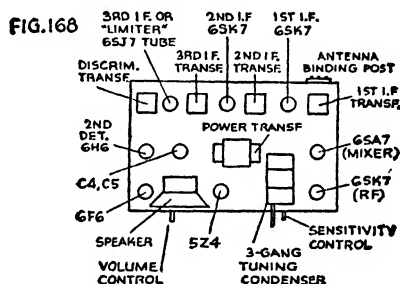 FIG.168
3RD I.F. OR
"LIMITER"
6SJ7 TUBE
2ND I.F
6SK7
1ST I.F.
6SK7
DISCRIM.
TRANSF.
3RD I.F.
TRANSF.
2ND I.F.
TRANSF.
ANTENNA
BINDING POST
1ST I.F
TRANSF.
2ND
DET.
6H6
POWER TRANSF
6SA7
(MIXER)
C4, C5
6SK7
(RF)
6F6
SPEAKER
5Z4
SENSITIVITY
CONTROL
VOLUME
CONTROL
3-GANG
TUNING
CONDENSER